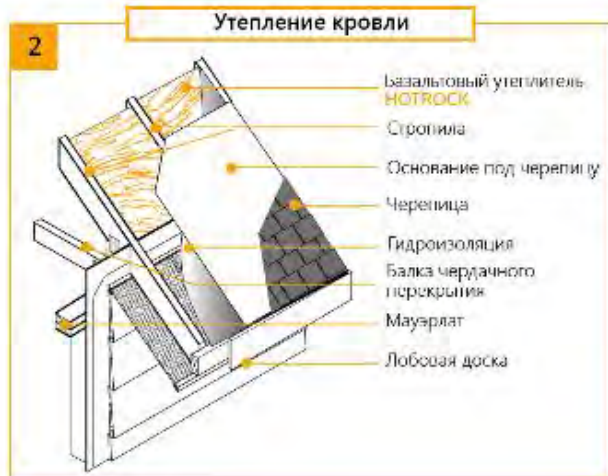 Утепление кровли
2
Базальтовый утеплитель
HOTROCK
Стропила
Основание под черепицу
Черепица
Гидроизоляция
Балка чердачного
перекрытия
Мауэрлат
Лобовая доска